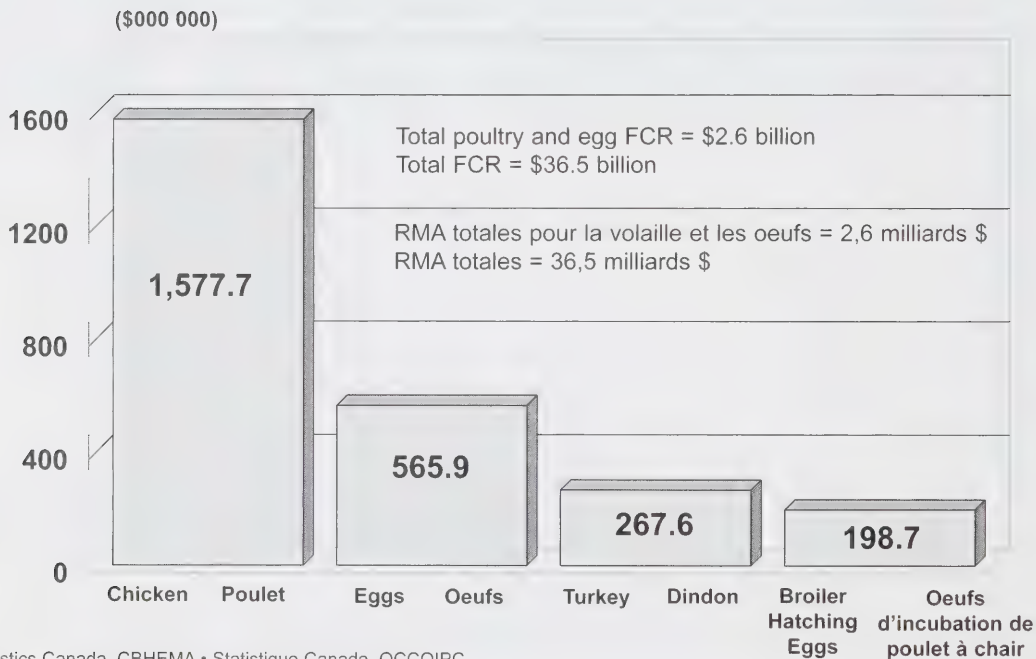 ($000 000)
1600
1200
800
400
0
Total poultry and egg FCR = $2.6 billion
Total FCR = $36.5 billion
RMA totales pour la volaille et les oeufs = 2,6 milliards $
RMA totales = 36,5 milliards $
1,577.7
565.9
267.6
198.7
Chicken Poulet
Eggs Oeufs
Turkey Dindon
Broiler
Hatching
Eggs
Oeufs
d'incubation de
poulet à chair
Canada, CBHEMA • Statistique Canada, OCCOIPC